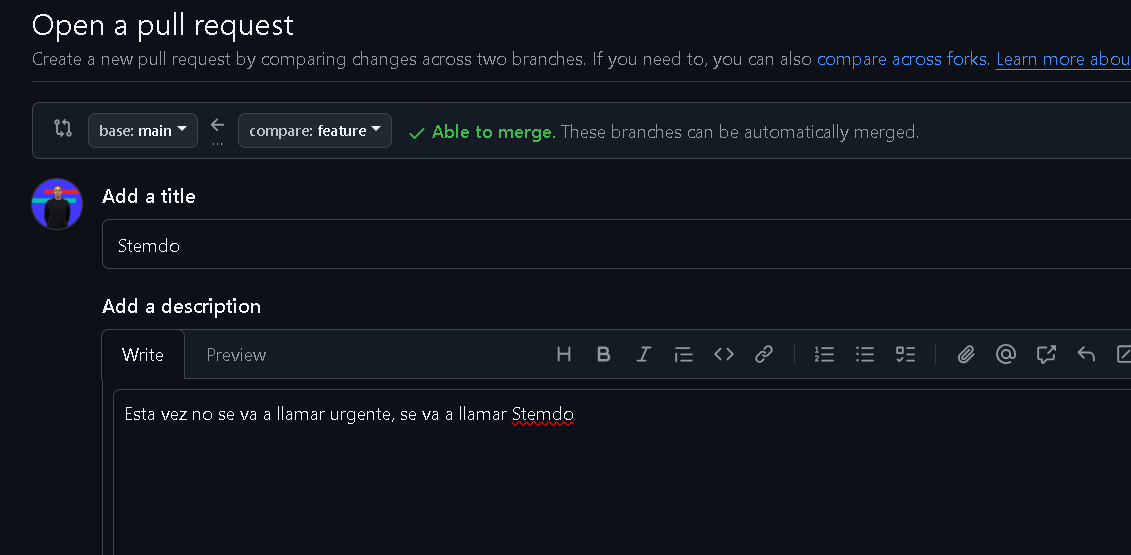 Open a pull request
Create a new pull request by comparing changes across two branches. If you need to, you can also compare across forks. Learn more abou
base: main ... compare: feature Able to merge. These branches can be automatically merged.
Add a title
Stemdo
Add a description
Write Preview
Esta vez no se va a llamar urgente, se va a llamar Stemdo